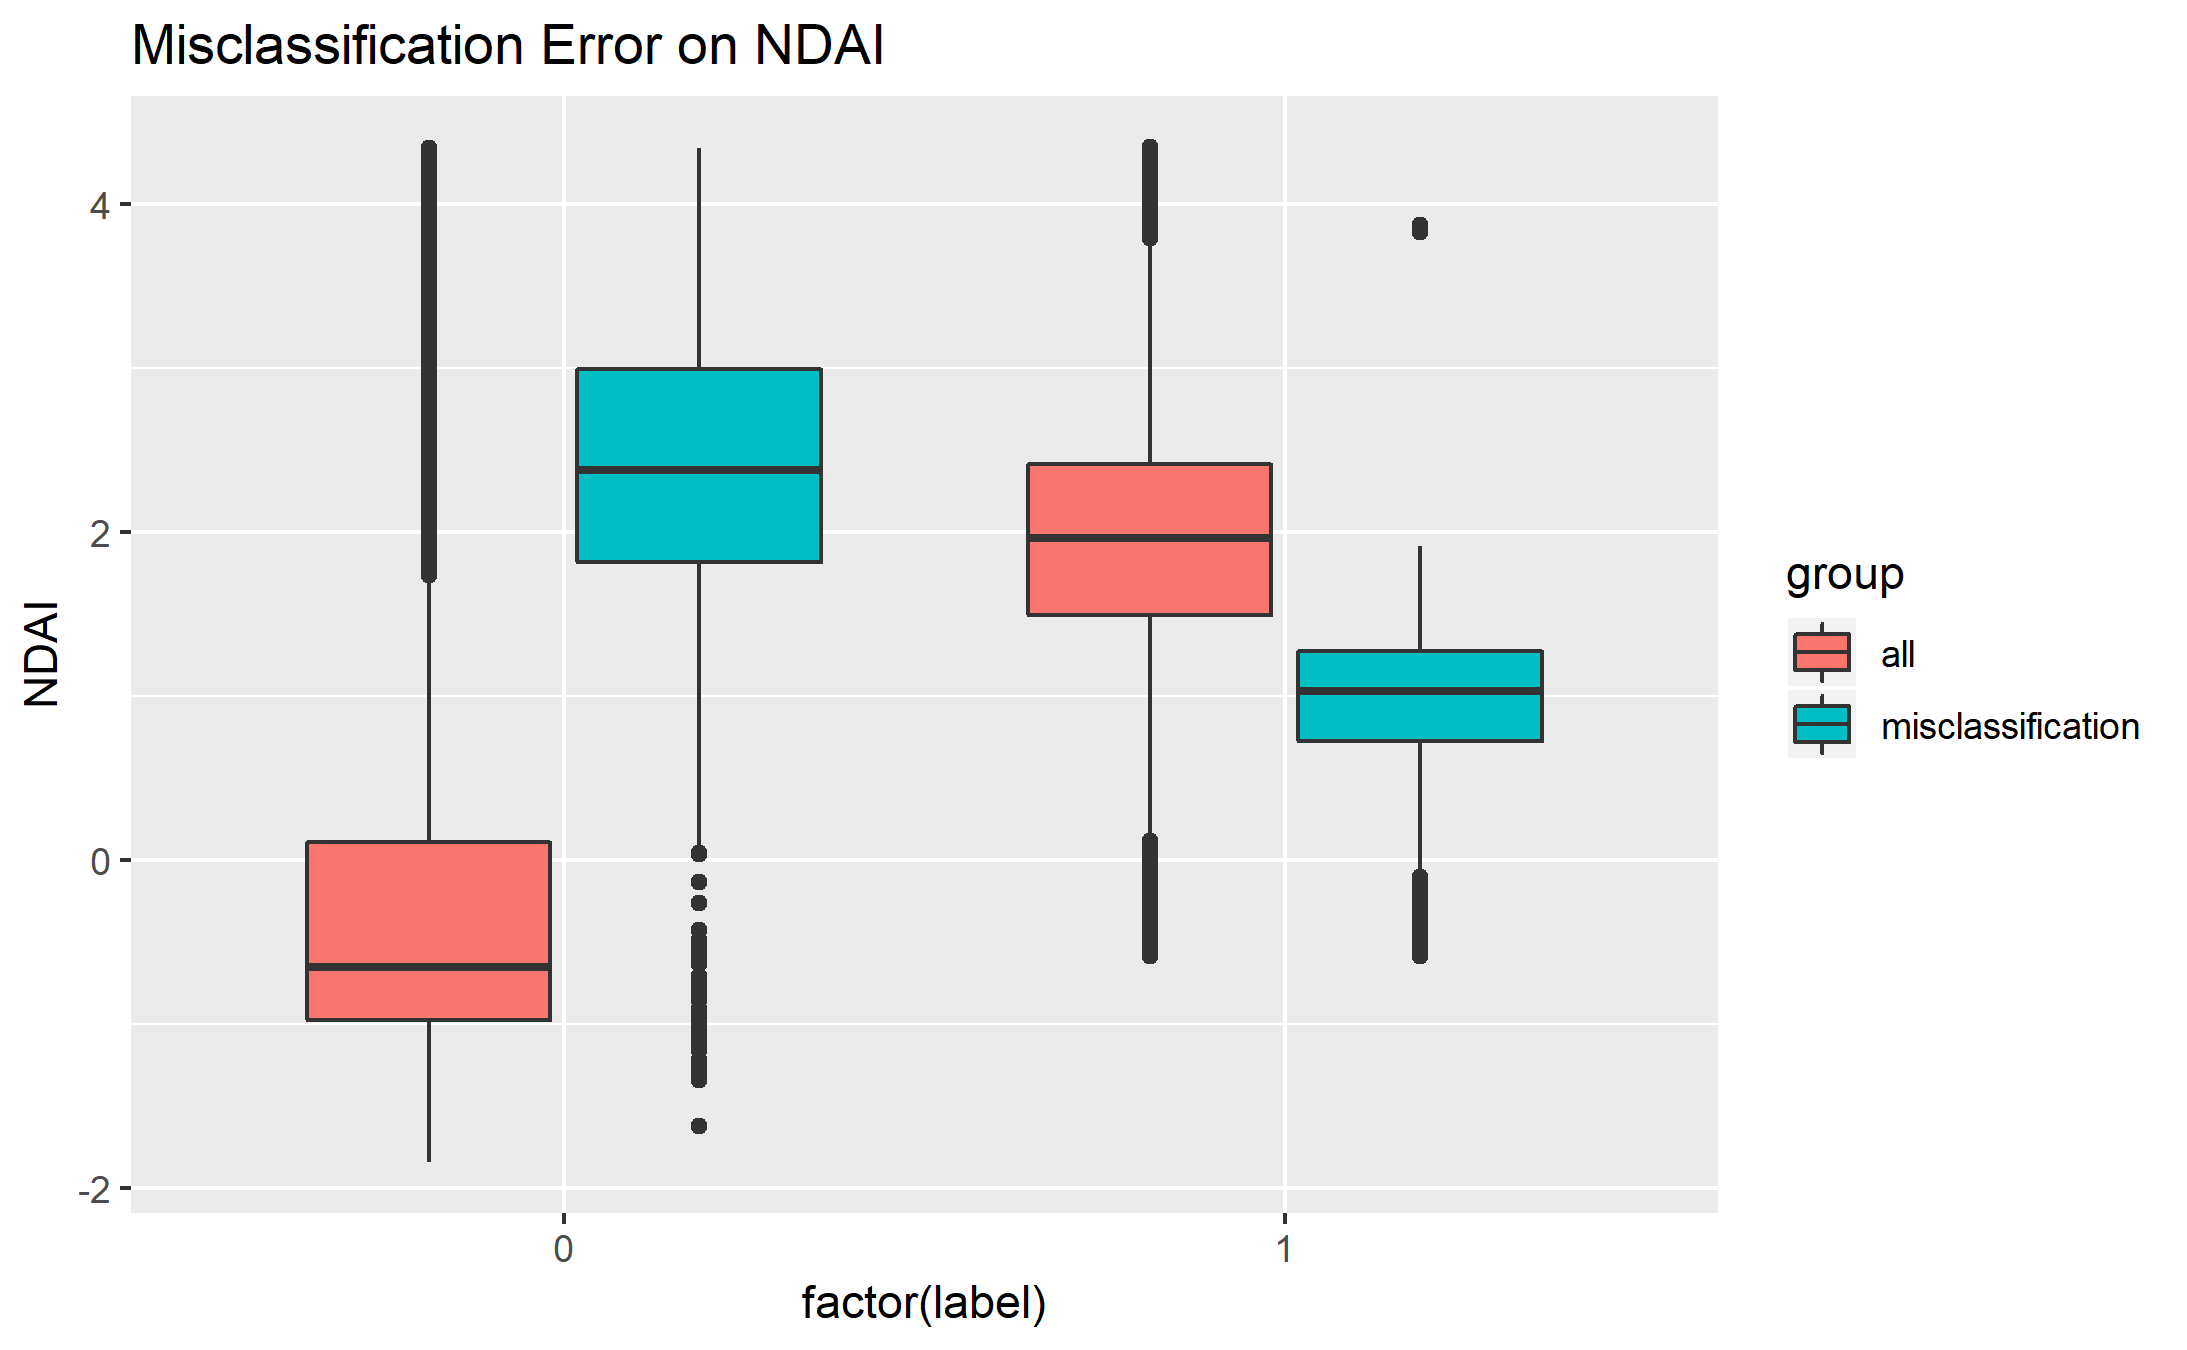 Misclassification Error on NDAI
4
2
0
-2
NDAI
0
1
factor(label)
group
all
misclassification